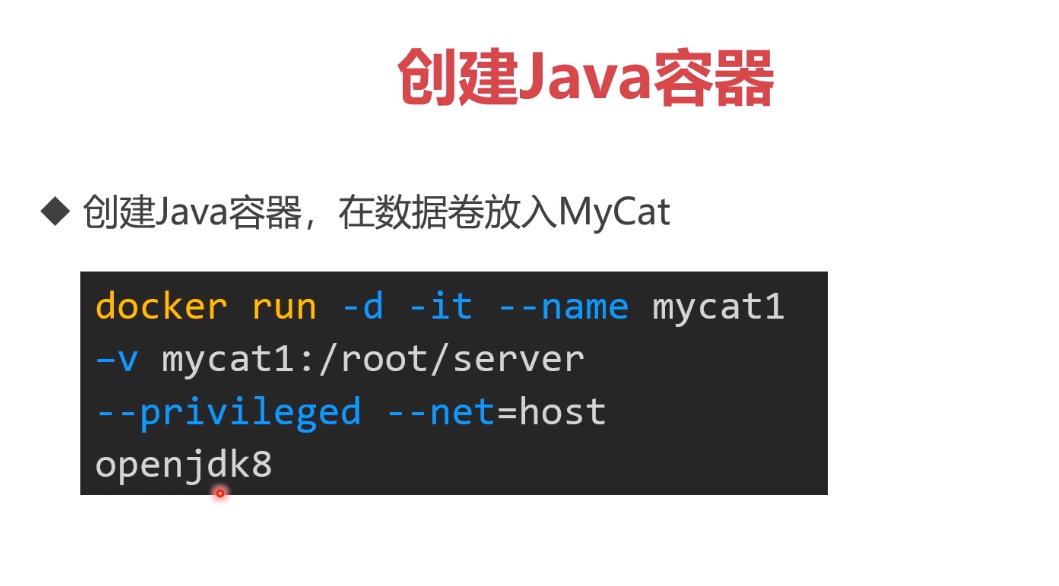 创建Java容器
创建Java容器，在数据卷放入MyCat
docker run -d -it --name mycat1
–v mycat1:/root/server
--privileged --net=host
openjdk8